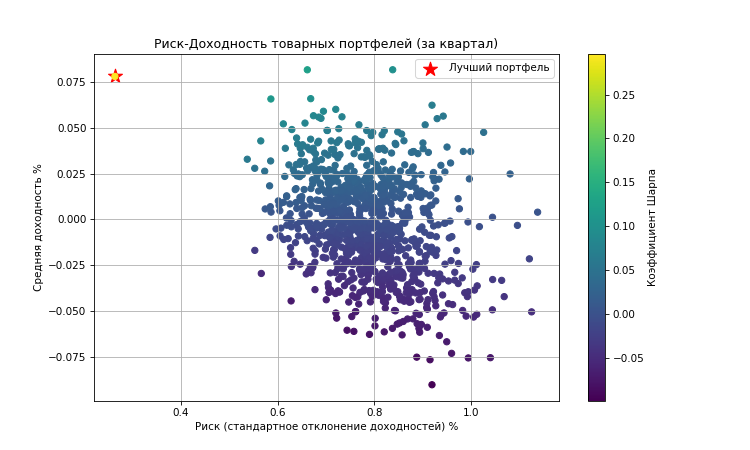 Риск-Доходность товарных портфелей (за квартал)
Лучший портфель
0.075
0.050
0.025
0.000
−0.025
−0.050
−0.075
Средняя доходность %
0.4 0.6 0.8 1.0
Риск (стандартное отклонение доходностей) %
0.25
0.20
0.15
0.10
0.05
0.00
−0.05
Коэффициент Шарпа